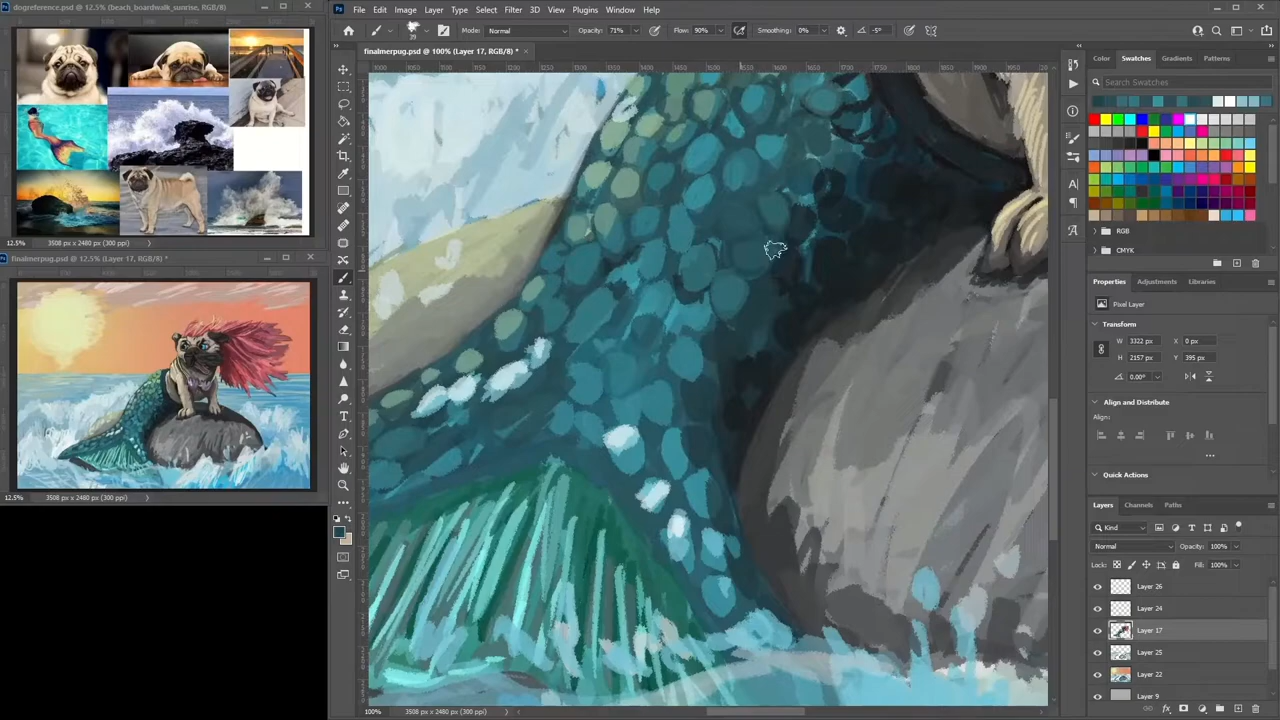 dogreference.psd @ 12.5% (beach_boardwalk_sunrise, RGB/8)
12.5% 3508 px x 2480 px (300 ppi)
finalmerpug.psd @ 12.5% (Layer 17, RGB/8) *
12.5% 3508 px x 2480 px (300 ppi)
File Edit Image Layer Type Select Filter 3D View Plugins Window Help
79 Mode: Normal Opacity: 71% Flow: 90% Smoothing: 0% -5°
finalmerpug.psd @ 100% (Layer 17, RGB/8) *
100% 3508 px x 2480 px (300 ppi)
Color Swatches Gradients Patterns
Search Swatches
RGB
CMYK
Properties Adjustments Libraries
Pixel Layer
Transform
W 3322 px X 0 px
H 2157 px Y 395 px
0.00°
Align and Distribute
Align:
Quick Actions
Layers Channels Paths
Kind
Normal Opacity: 100%
Lock: Fill: 100%
Layer 26
Layer 24
Layer 17
Layer 25
Layer 22
Layer 9